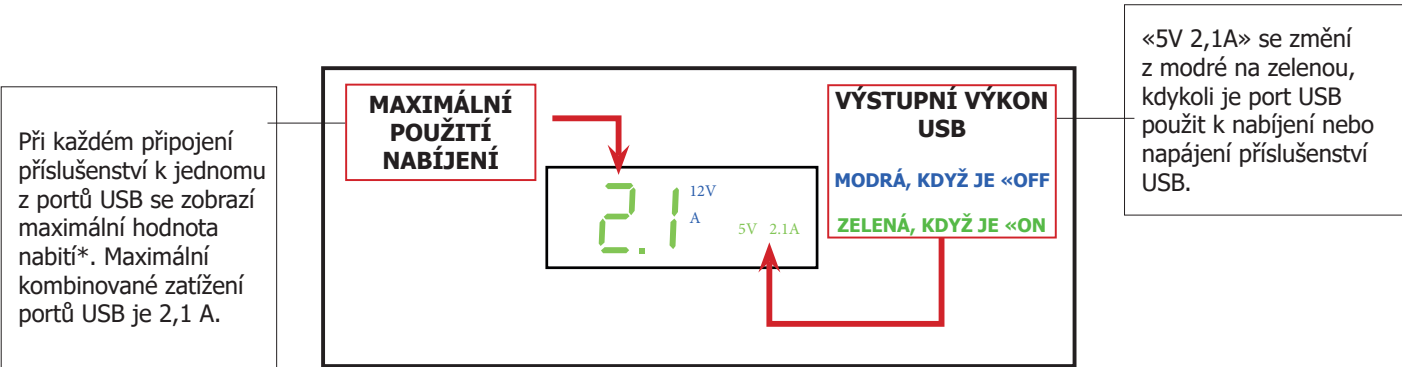 Při každém připojení
příslušenství k jednomu
z portů USB se zobrazí
maximální hodnota
nabití*. Maximální
kombinované zatížení
portů USB je 2,1 A.
MAXIMÁLNÍ
POUŽITÍ
NABÍJENÍ
2.1
12V
A
5V 2.1A
VÝSTUPNÍ VÝKON
USB
MODRÁ, KDYŽ JE «OFF
ZELENÁ, KDYŽ JE «ON
«5V 2,1A» se změní
z modré na zelenou,
kdykoli je port USB
použit k nabíjení nebo
napájení příslušenství
USB.